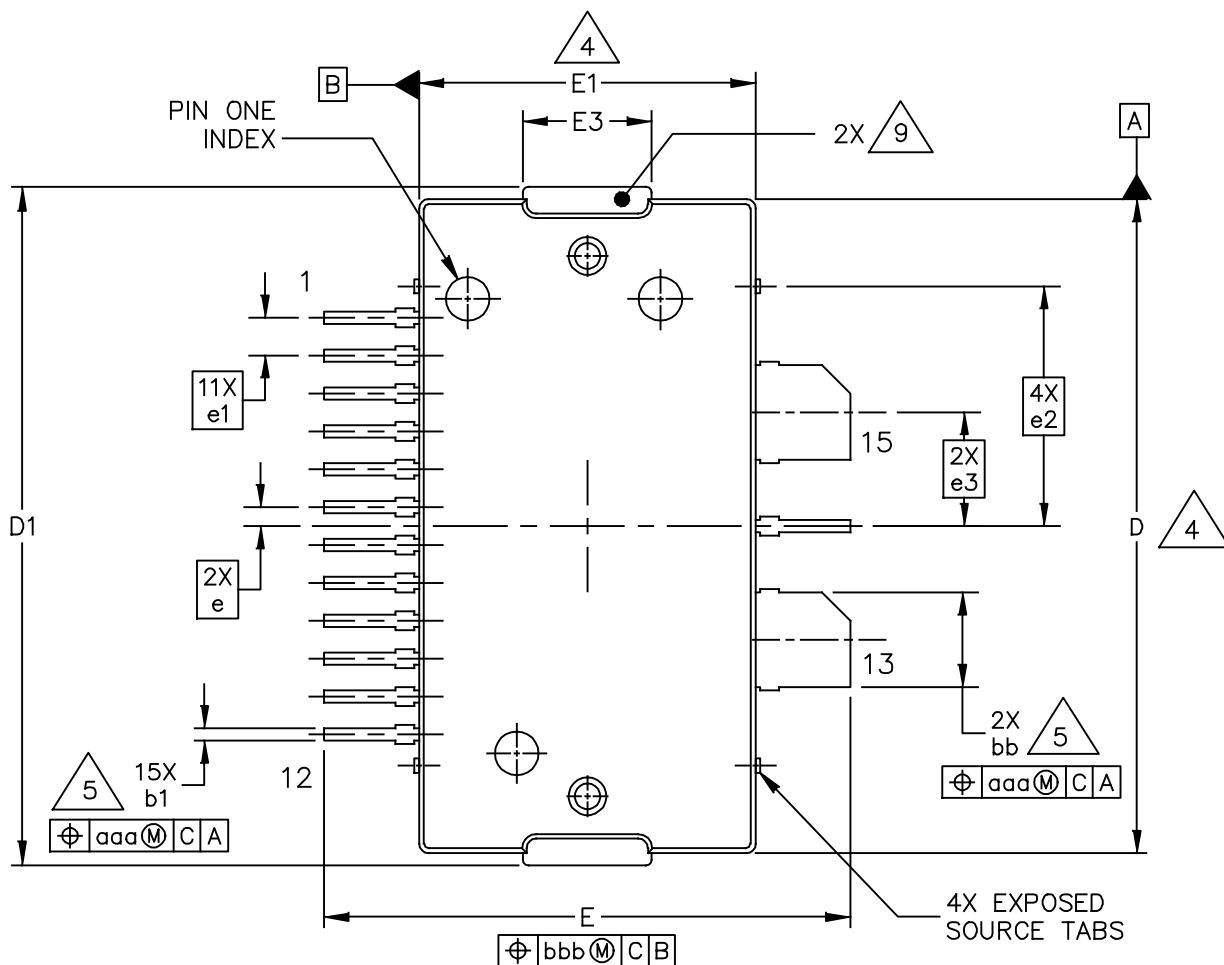 4
B
E1
PIN ONE
INDEX
E3
2X 9
A
1
11X
e1
4X
e2
15
2X
e3
D1
D 4
2X
e
13
2X
bb 5
⌖ aaa Ⓜ C A
5 15X
b1
12
⌖ aaa Ⓜ C A
E
⌖ bbb Ⓜ C B
4X EXPOSED
SOURCE TABS